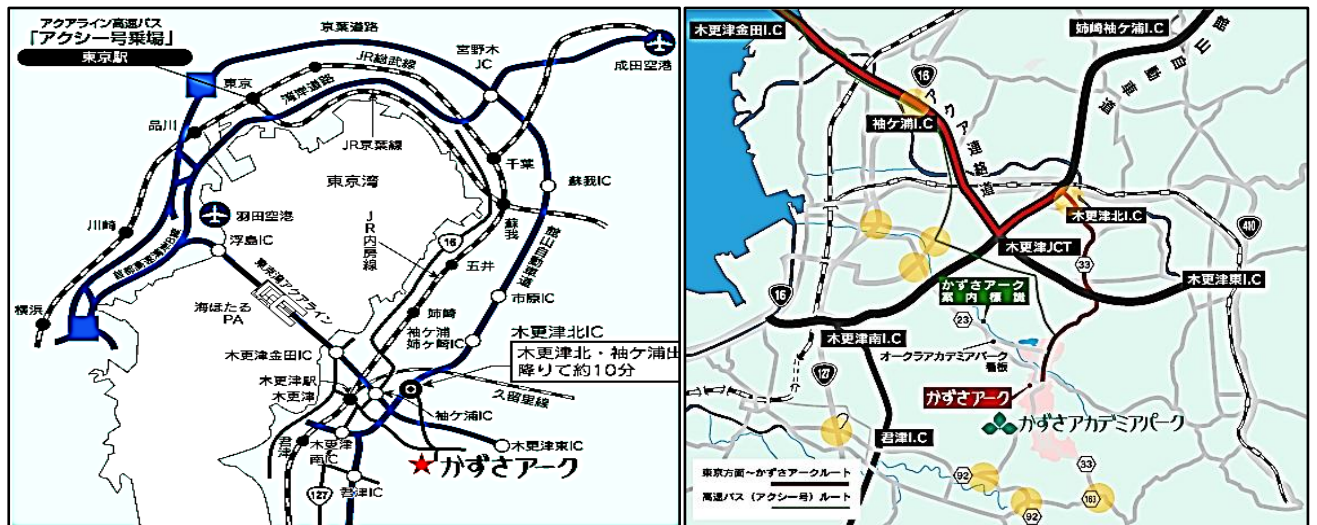 アクアライン高速バス
「アクシー号乗場」
東京駅
京葉道路
宮野木
JC
成田空港
東京
JR総武線
湾岸道路
品川
JR京葉線
千葉
東京湾
蘇我IC
川崎
羽田空港
浮島IC
JR内房線
16
蘇我
館山自動車道
五井
東京湾アクアライン
海ほたる
PA
市原IC
横浜
姉崎
袖ケ浦
姉ヶ崎IC
木更津北IC
木更津北・袖ケ浦出
降りて約10分
木更津金田IC
木更津駅
木更津
久留里線
袖ケ浦IC
君津
木更津
南IC
木更津東IC
かずさアーク
127
君津IC
木更津金田I.C
姉崎袖ケ浦I.C
館山自動車道
16
袖ケ浦I.C
アクア連絡道
木更津北I.C
410
木更津JCT
33
木更津東I.C
かずさアーク
案内標識
16
23
木更津南I.C
オークラアカデミアパーク
看板
127
かずさアーク
かずさアカデミアパーク
君津I.C
東京方面～かずさアークルート
高速バス（アクシー号）ルート
33
92
163
92